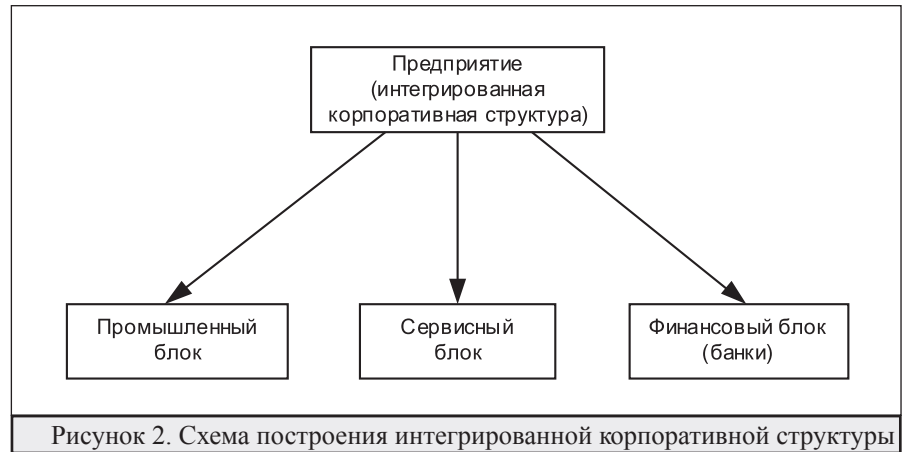 Предприятие
(интегрированная
корпоративная структура)
Промышленный
блок
Сервисный
блок
Финансовый блок
(банки)
Рисунок 2. Схема построения интегрированной корпоративной структуры